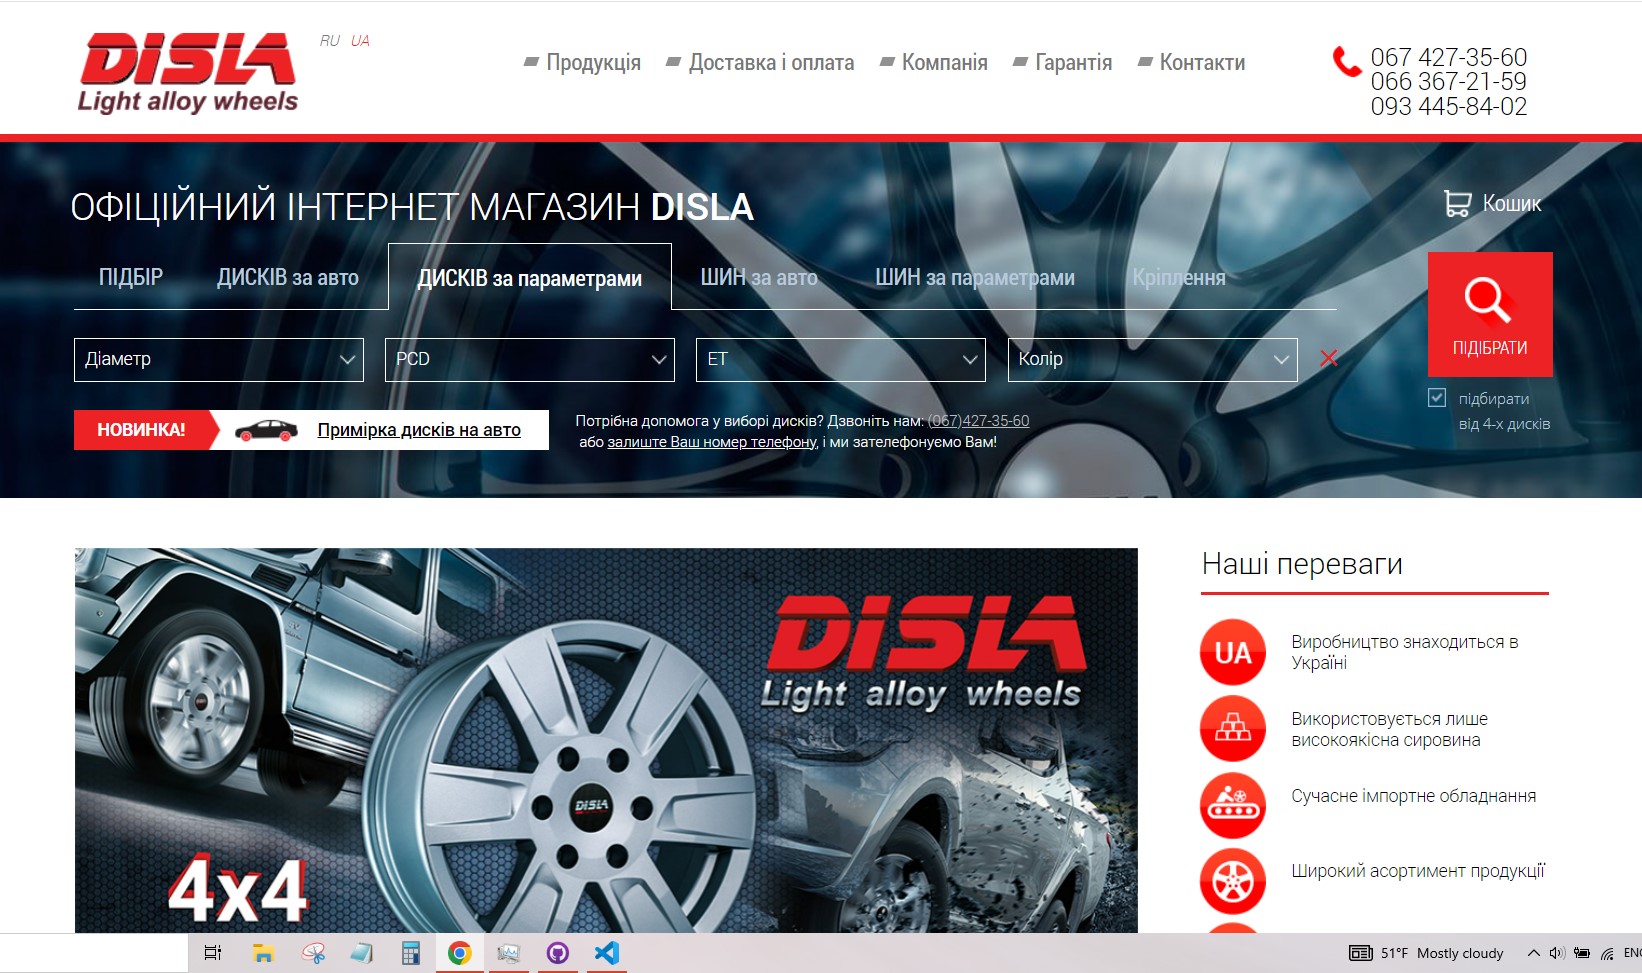 DISLA
Light alloy wheels
RU UA
Продукція Доставка і оплата Компанія Гарантія Контакти
067 427-35-60
066 367-21-59
093 445-84-02
ОФІЦІЙНИЙ ІНТЕРНЕТ МАГАЗИН DISLA
Кошик
ПІДБІР ДИСКІВ за авто ДИСКІВ за параметрами ШИН за авто ШИН за параметрами Кріплення
Діаметр PCD ET Колір
ПІДІБРАТИ
підбирати
від 4-х дисків
НОВИНКА! Примірка дисків на авто
Потрібна допомога у виборі дисків? Дзвоніть нам: (067)427-35-60
або залиште Ваш номер телефону, і ми зателефонуємо Вам!
DISLA
Light alloy wheels
DISLA
4x4
Наші переваги
UA
Виробництво знаходиться в
Україні
Використовується лише
високоякісна сировина
Сучасне імпортне обладнання
Широкий асортимент продукції
51°F Mostly cloudy
ENG